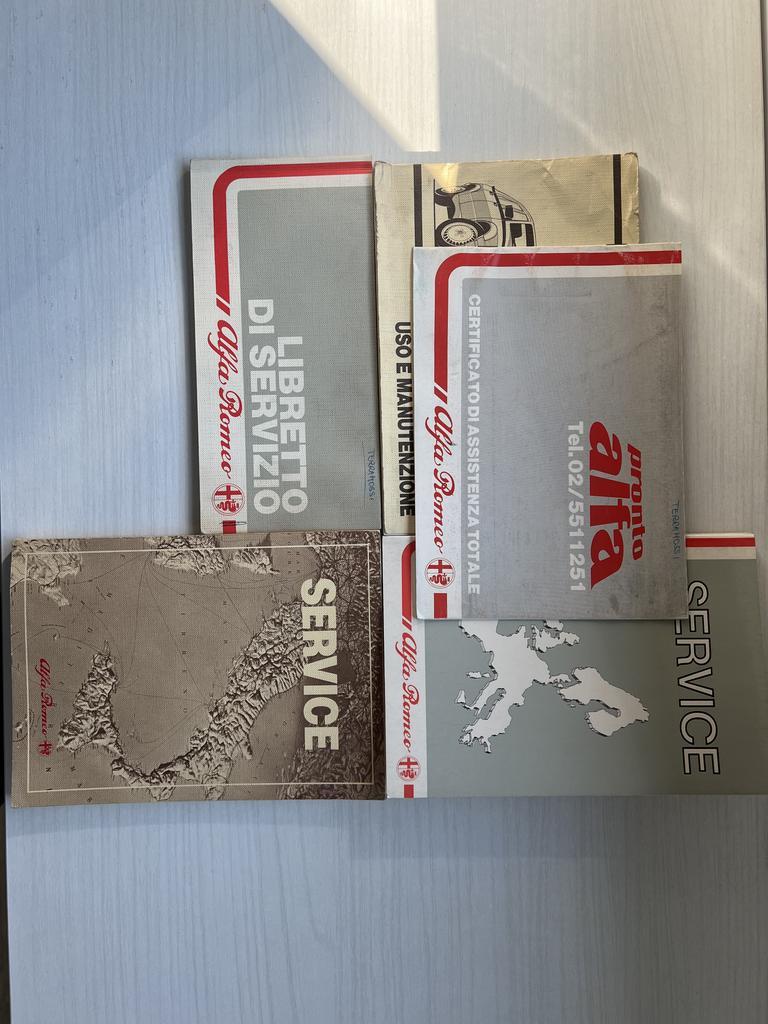 pronto
alfa
Tel. 02/5511251
CERTIFICATO DI ASSISTENZA TOTALE
Alfa Romeo
SERVICE
Alfa Romeo
USO E MANUTENZIONE
LIBRETTO
DI SERVIZIO
Alfa Romeo
SERVICE
Alfa Romeo